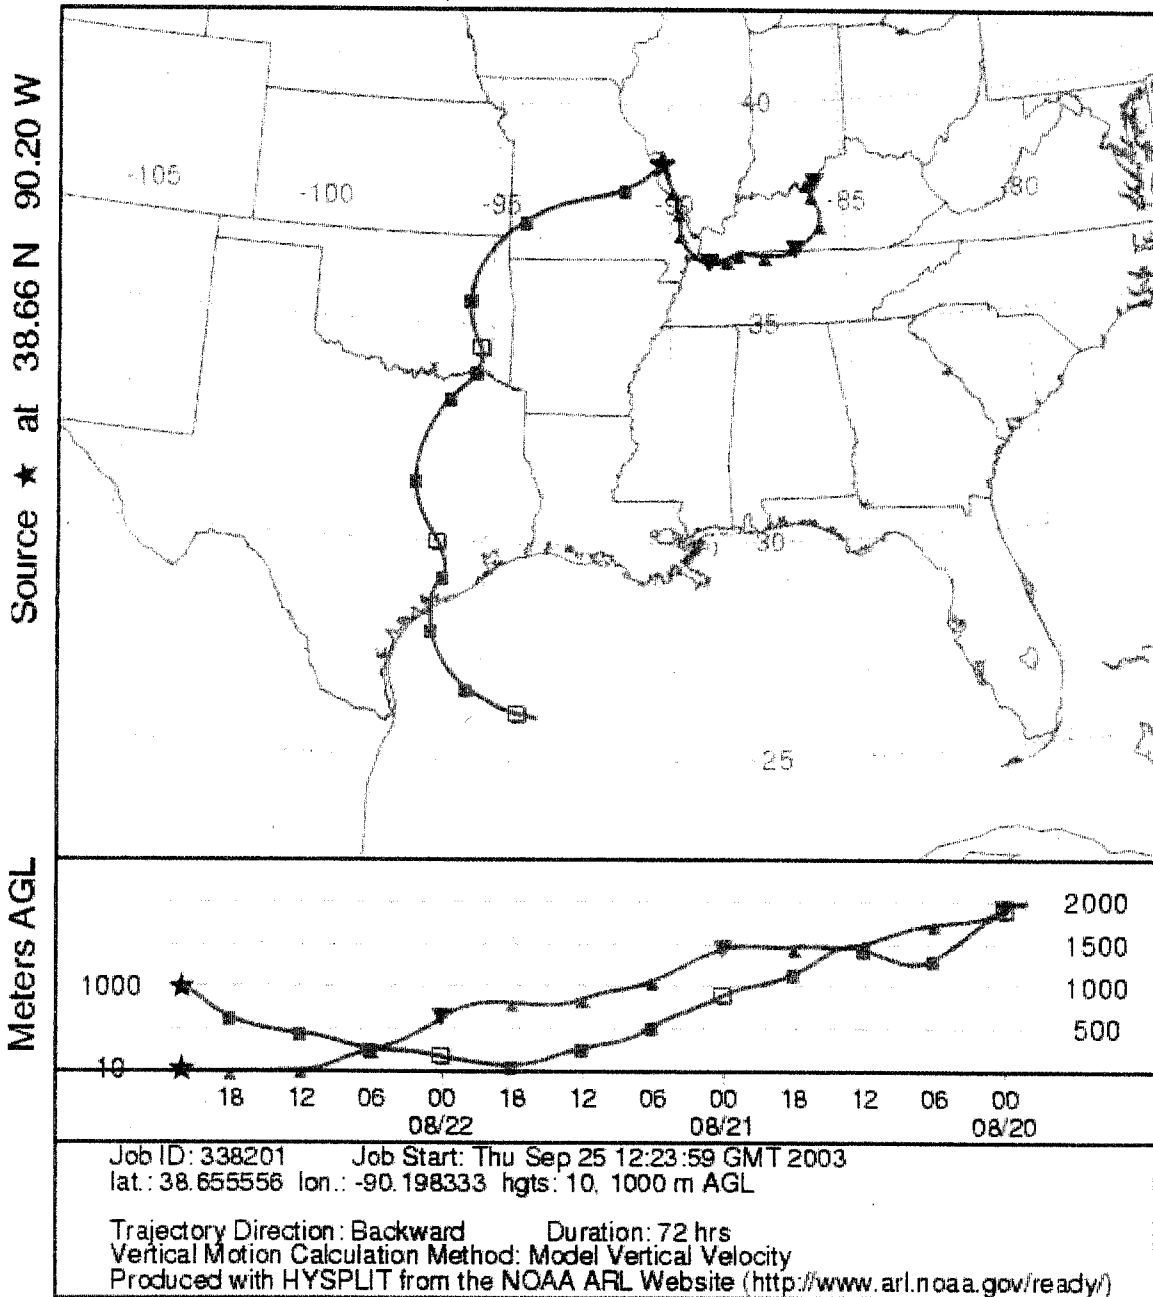 Source ★ at 38.66 N 90.20 W
40
-105
-100
-95
-90
-85
-80
35
30
25
Meters AGL
2000
1500
1000
1000
500
10
18 12 06 00 18 12 06 00 18 12 06 00
08/22 08/21 08/20
Job ID: 338201 Job Start: Thu Sep 25 12:23:59 GMT 2003
lat.: 38.655556 lon.: -90.198333 hgts: 10, 1000 m AGL
Trajectory Direction: Backward Duration: 72 hrs
Vertical Motion Calculation Method: Model Vertical Velocity
Produced with HYSPLIT from the NOAA ARL Website (http://www.arl.noaa.gov/ready/)